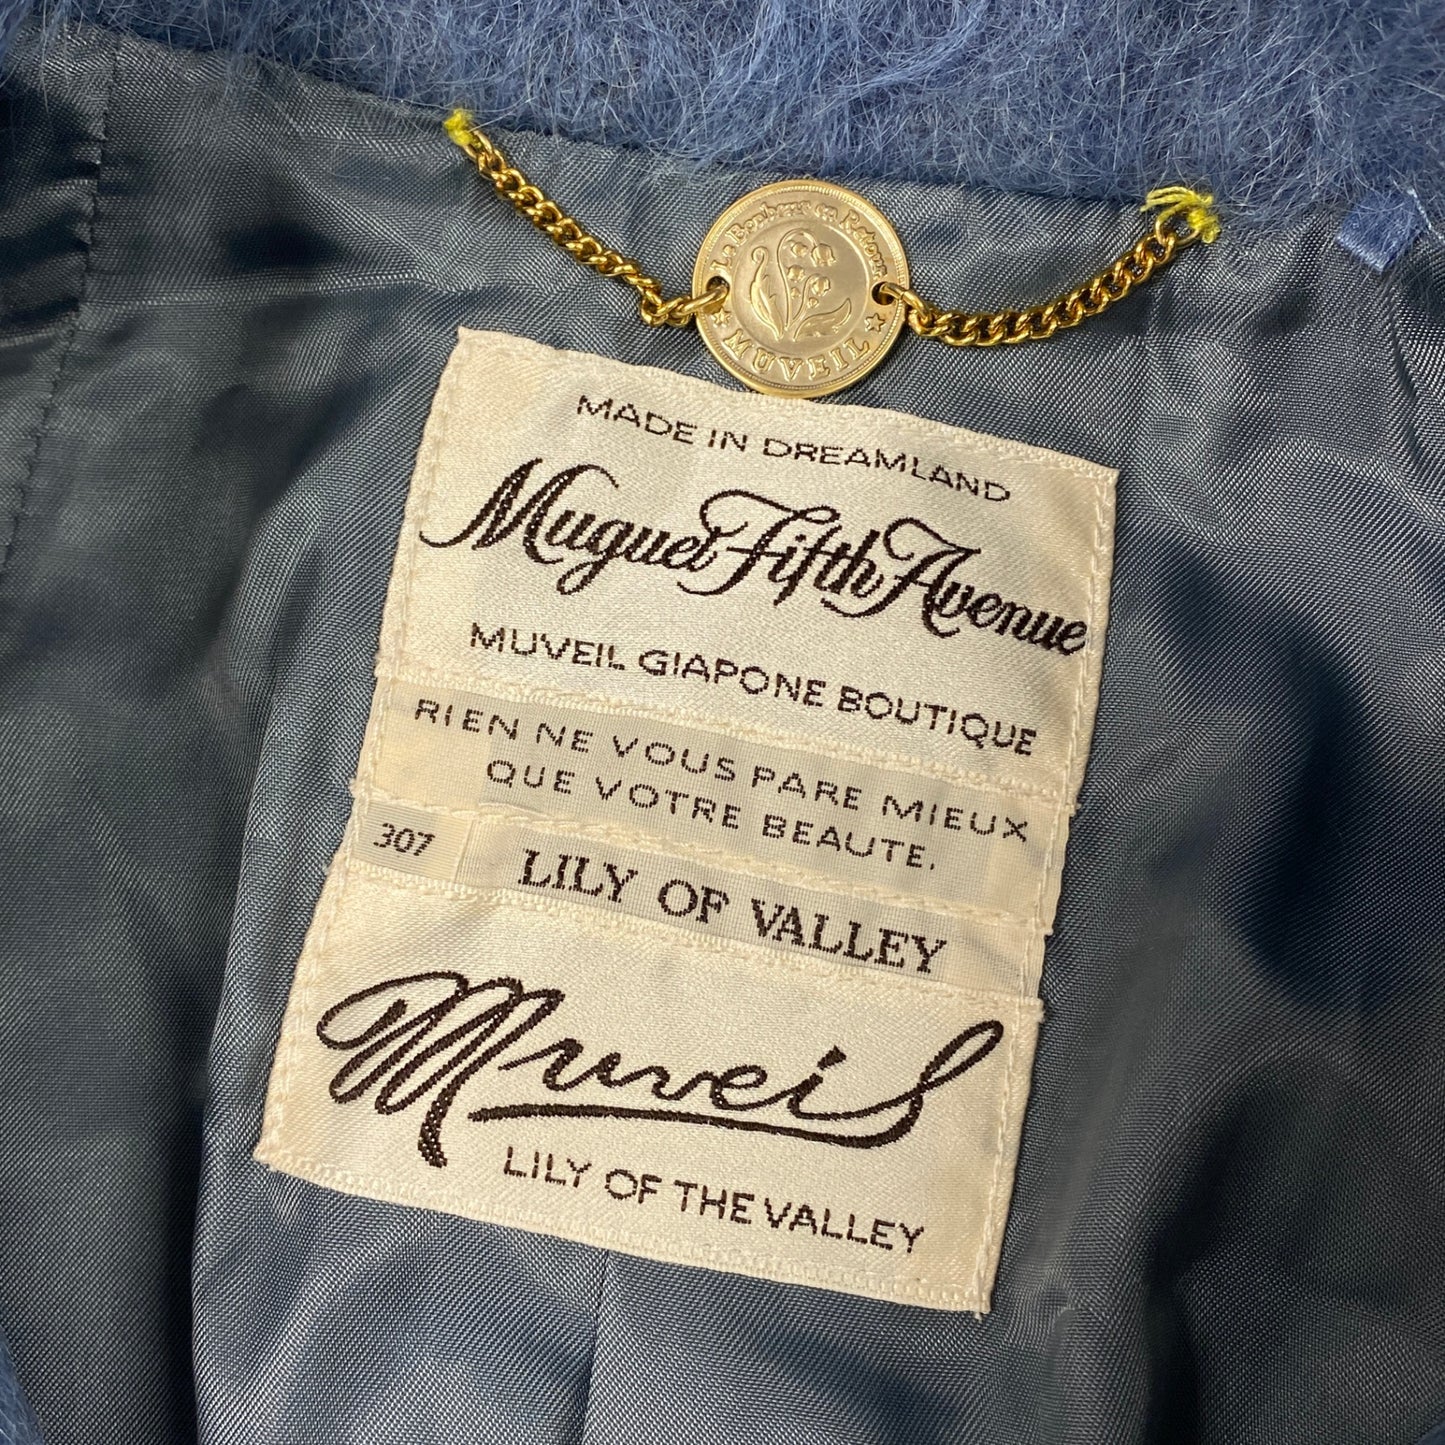 Le Bonheur en Retour.
MUVEIL
MADE IN DREAMLAND
Muguet Fifth Avenue
MUVEIL GIAPONE BOUTIQUE
RIEN NE VOUS PARE MIEUX
QUE VOTRE BEAUTE.
307
LILY OF VALLEY
Muveil
LILY OF THE VALLEY